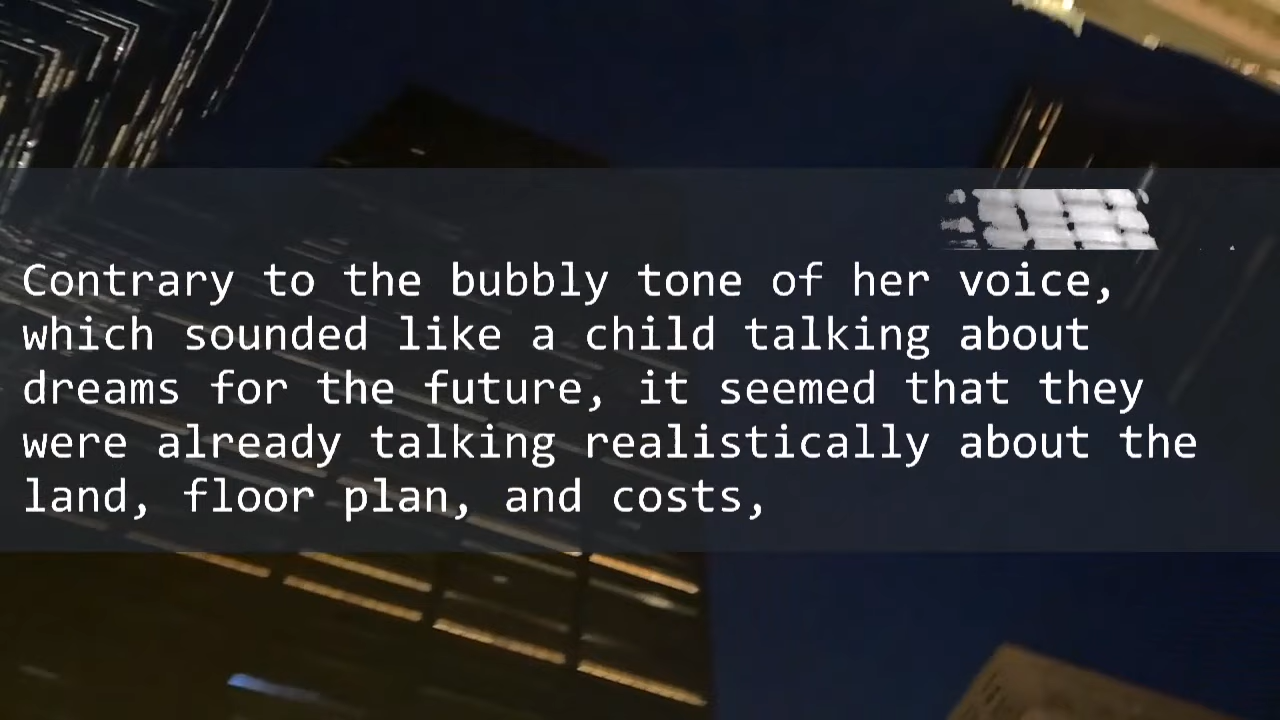 Contrary to the bubbly tone of her voice,
which sounded like a child talking about
dreams for the future, it seemed that they
were already talking realistically about the
land, floor plan, and costs,